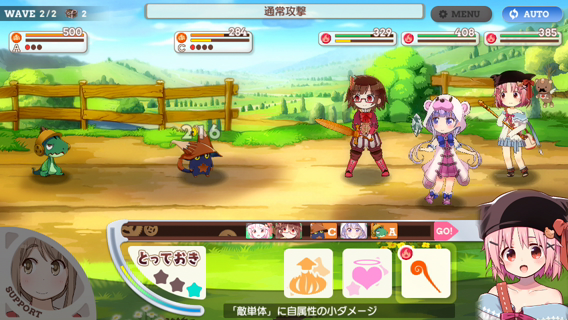 WAVE 2/2 2
通常攻撃
MENU
AUTO
500
A
284
C
329
408
385
216
C
A
GO!
とっておき
SUPPORT
「敵単体」に自属性の小ダメージ